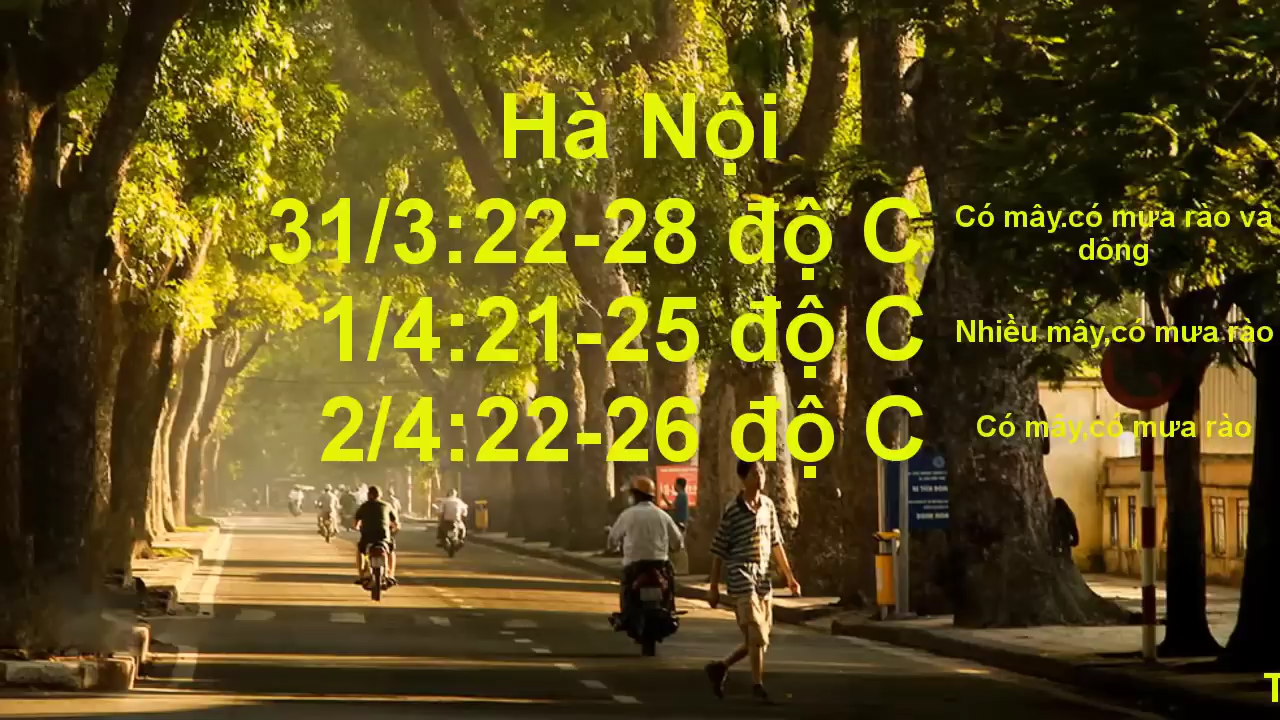 Hà Nội
31/3:22-28 độ C
Có mây.có mưa rào và
dông
1/4:21-25 độ C
Nhiều mây,có mưa rào
2/4:22-26 độ C
Có mây,có mưa rào
T